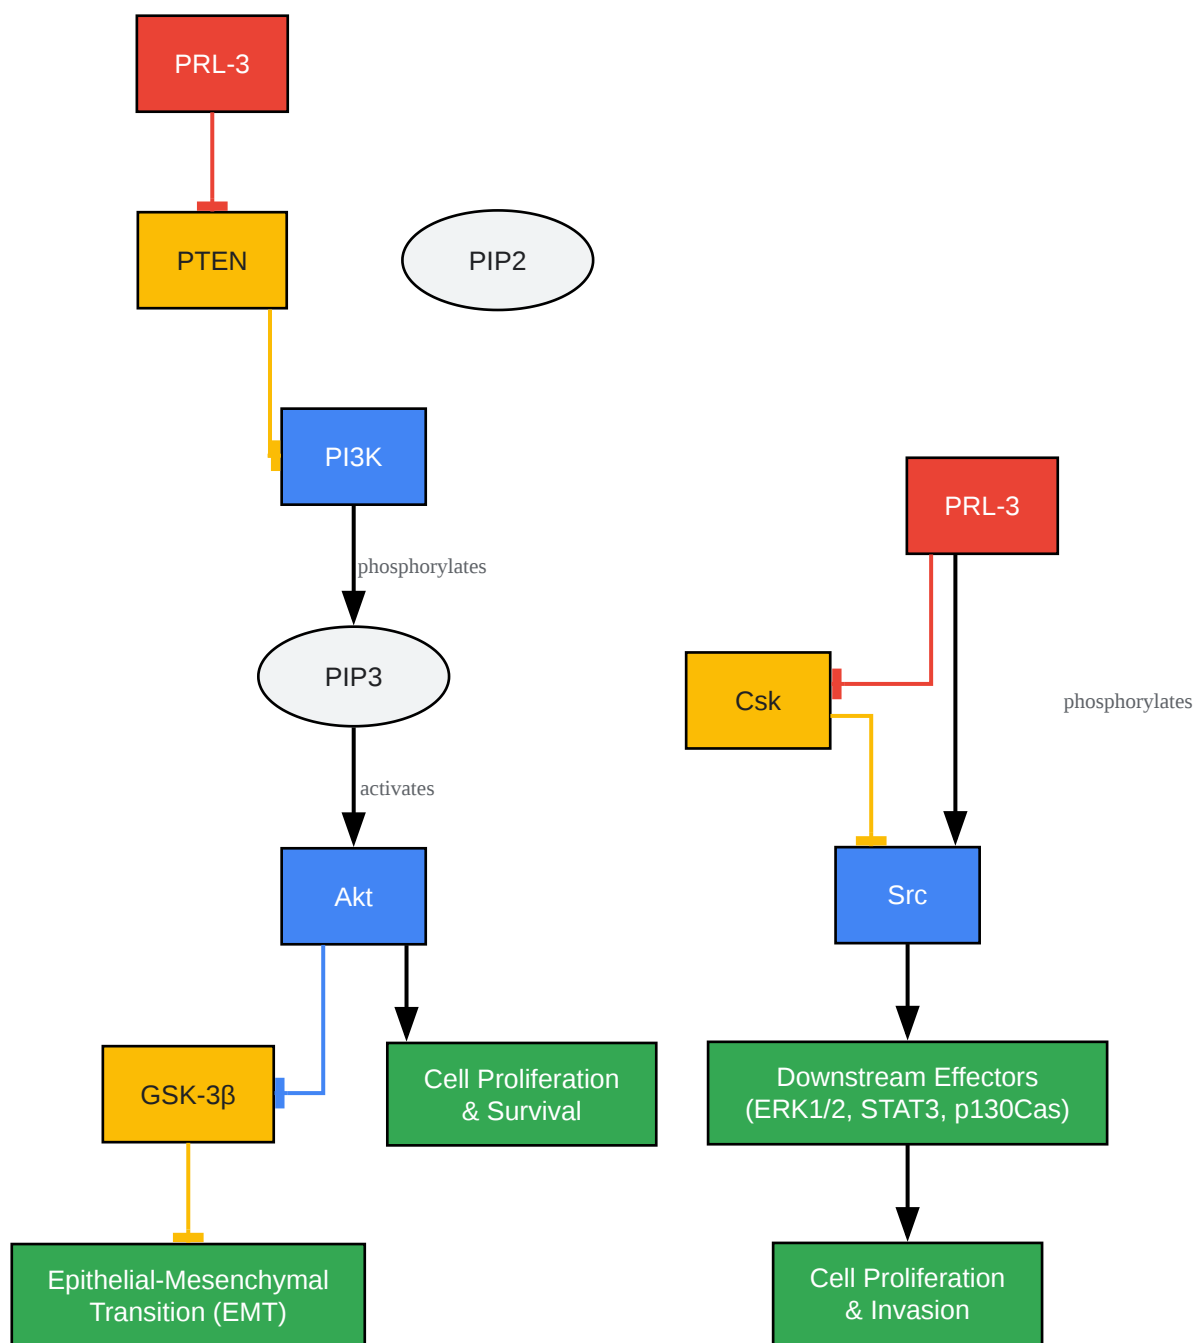 PRL-3
PTEN
PIP2
PI3K
phosphorylates
PIP3
activates
Akt
GSK-3β
Cell Proliferation
& Survival
Epithelial-Mesenchymal
Transition (EMT)
PRL-3
Csk
phosphorylates
Src
Downstream Effectors
(ERK1/2, STAT3, p130Cas)
Cell Proliferation
& Invasion